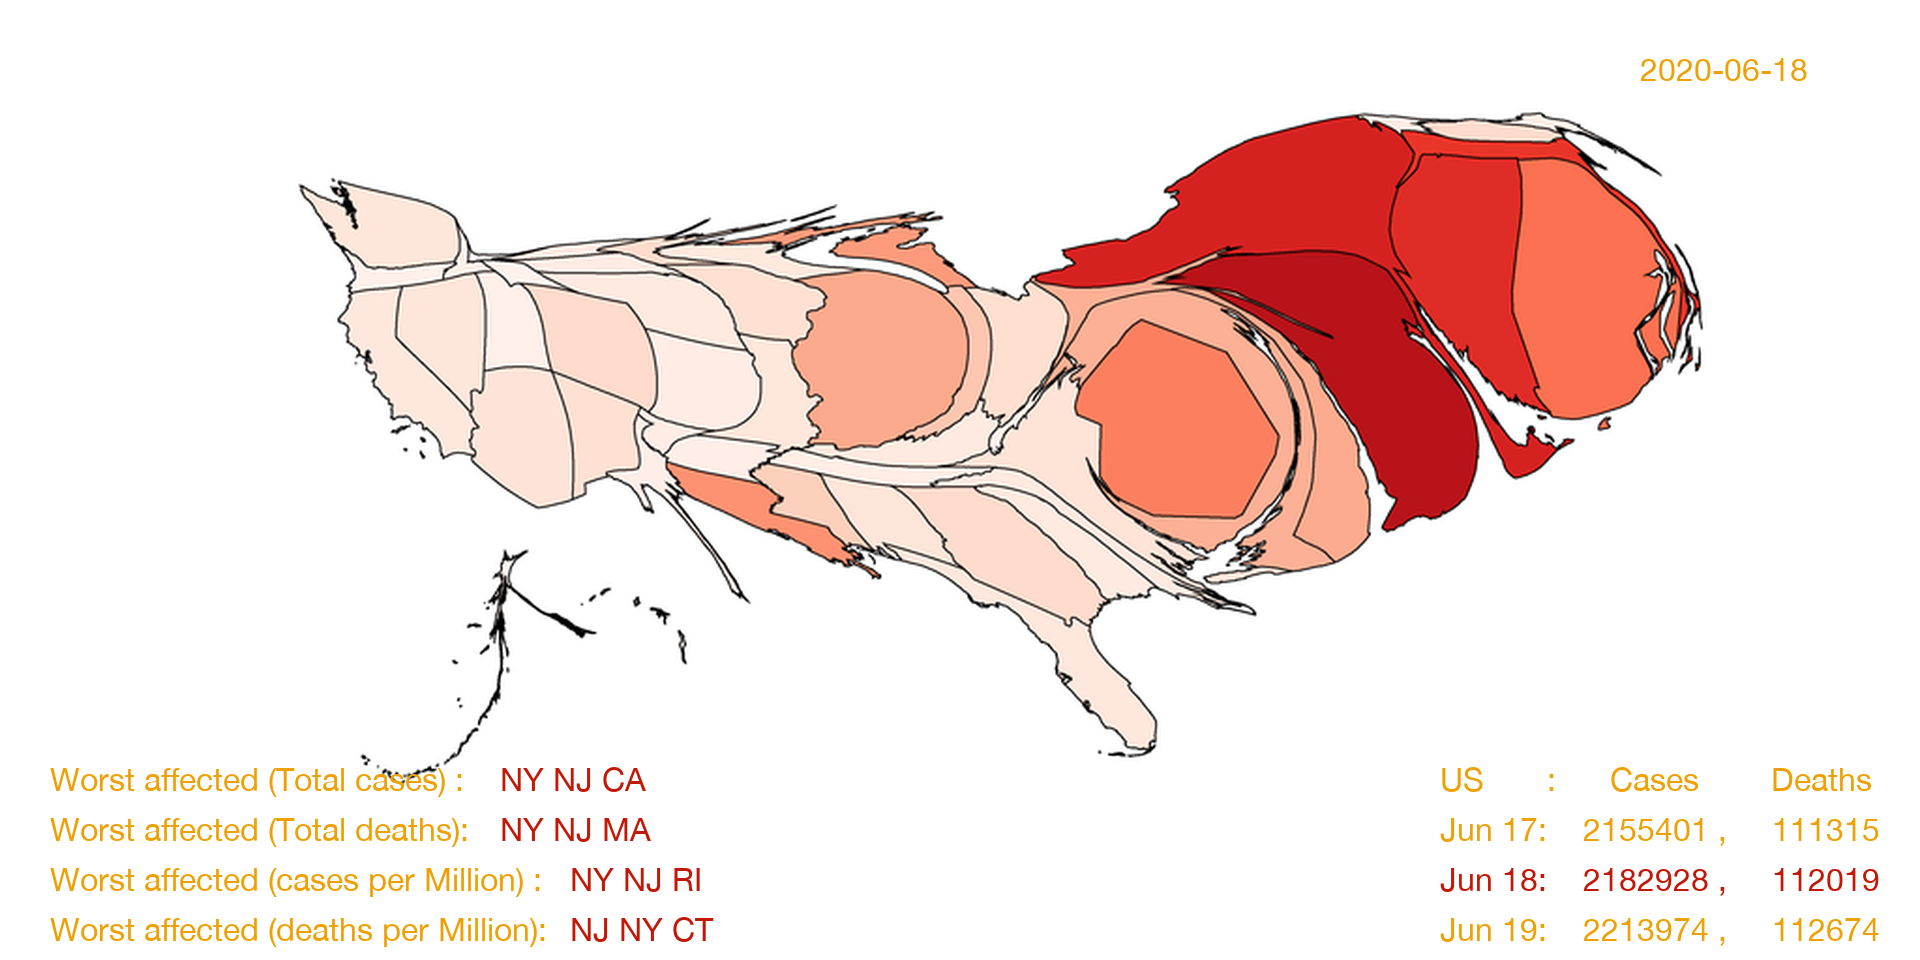 2020-06-18
Worst affected (Total cases) : NY NJ CA
Worst affected (Total deaths): NY NJ MA
Worst affected (cases per Million) : NY NJ RI
Worst affected (deaths per Million): NJ NY CT
US : Cases Deaths
Jun 17: 2155401 , 111315
Jun 18: 2182928 , 112019
Jun 19: 2213974 , 112674